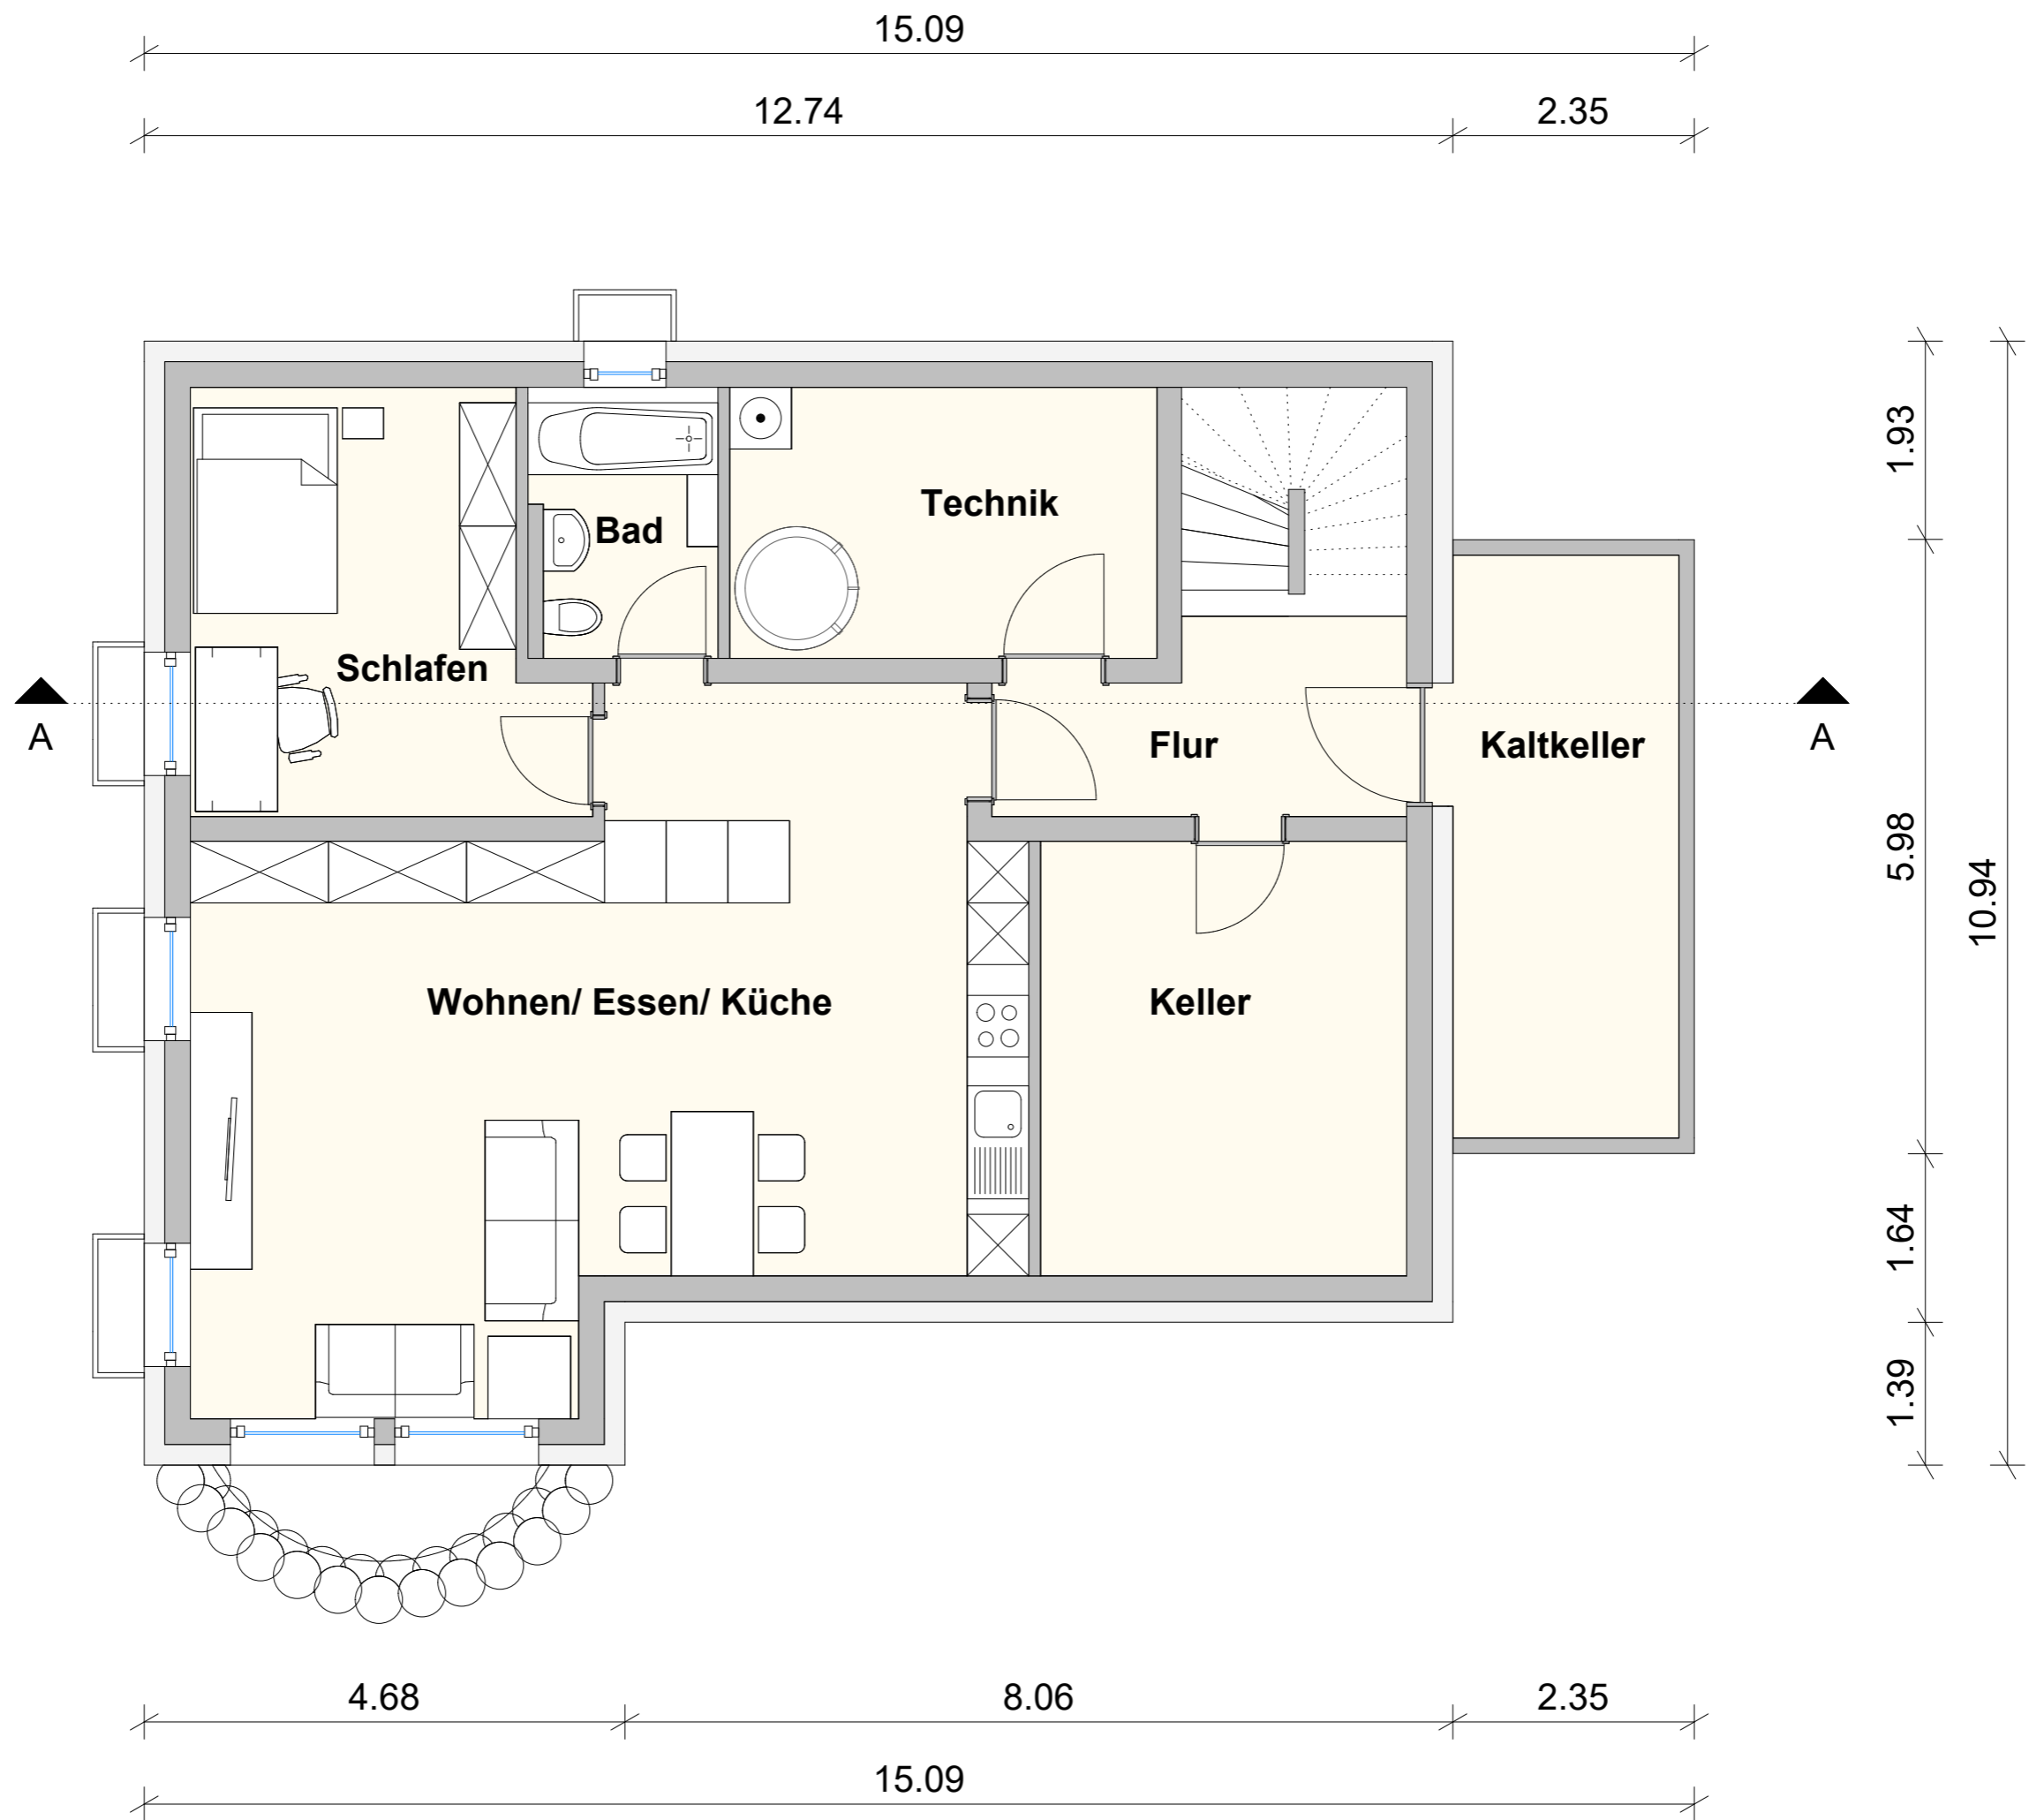 15.09
12.74
2.35
1.93
Technik
Bad
Schlafen
A
Flur
Kaltkeller
A
5.98
10.94
Wohnen/ Essen/ Küche
Keller
1.64
1.39
4.68
8.06
2.35
15.09